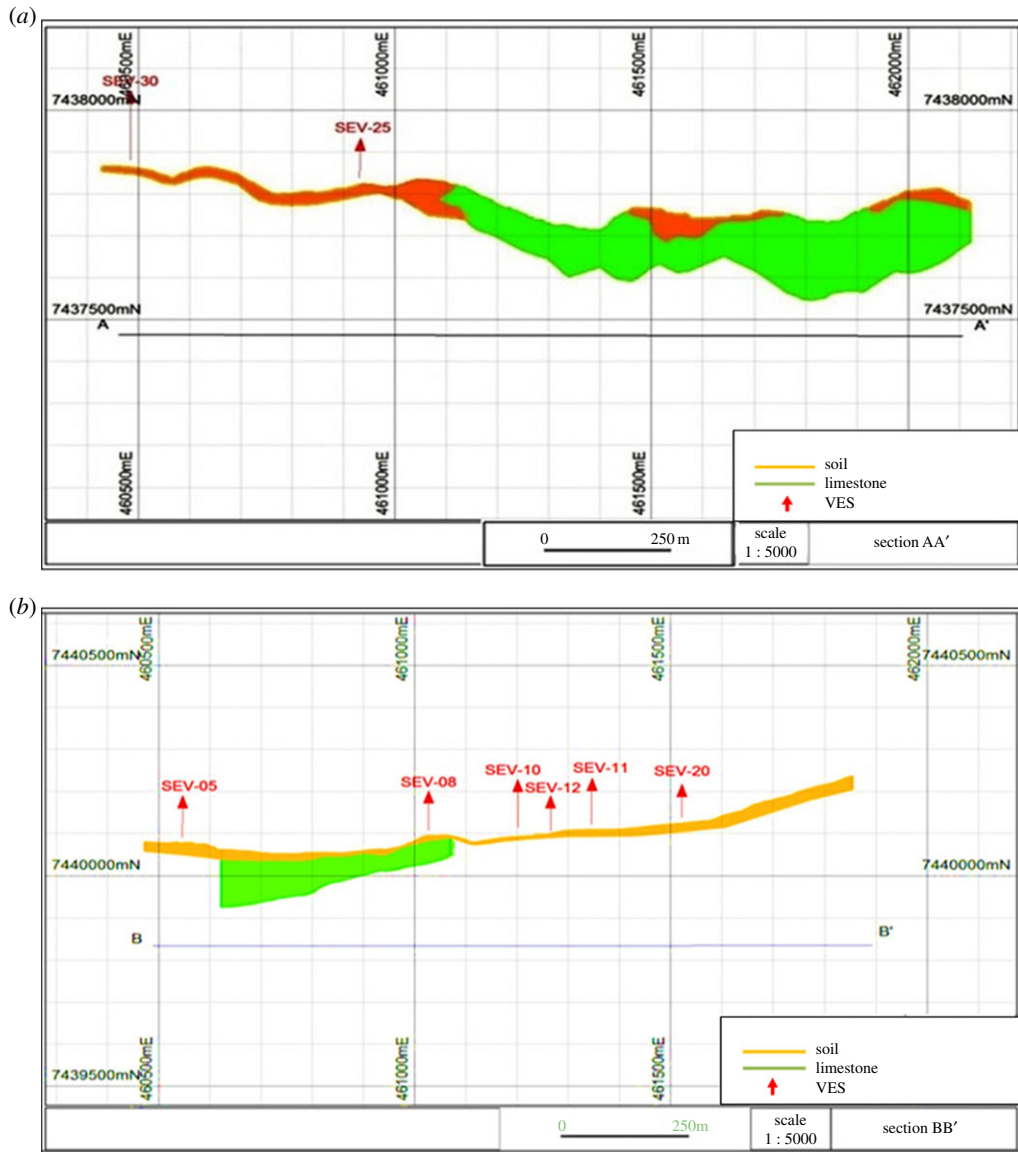 (a)
460500mE
461000mE
461500mE
462000mE
SEV-30
7438000mN
7438000mN
SEV-25
7437500mN
7437500mN
A
A'
460500mE
461000mE
461500mE
soil
limestone
VES
0 250 m
scale
1 : 5000
section AA′
(b)
460500mE
461000mE
461500mE
462000mE
7440500mN
7440500mN
SEV-05
SEV-08
SEV-10
SEV-12
SEV-11
SEV-20
7440000mN
7440000mN
B
B'
460500mE
461000mE
461500mE
7439500mN
soil
limestone
VES
0 250m
scale
1 : 5000
section BB′